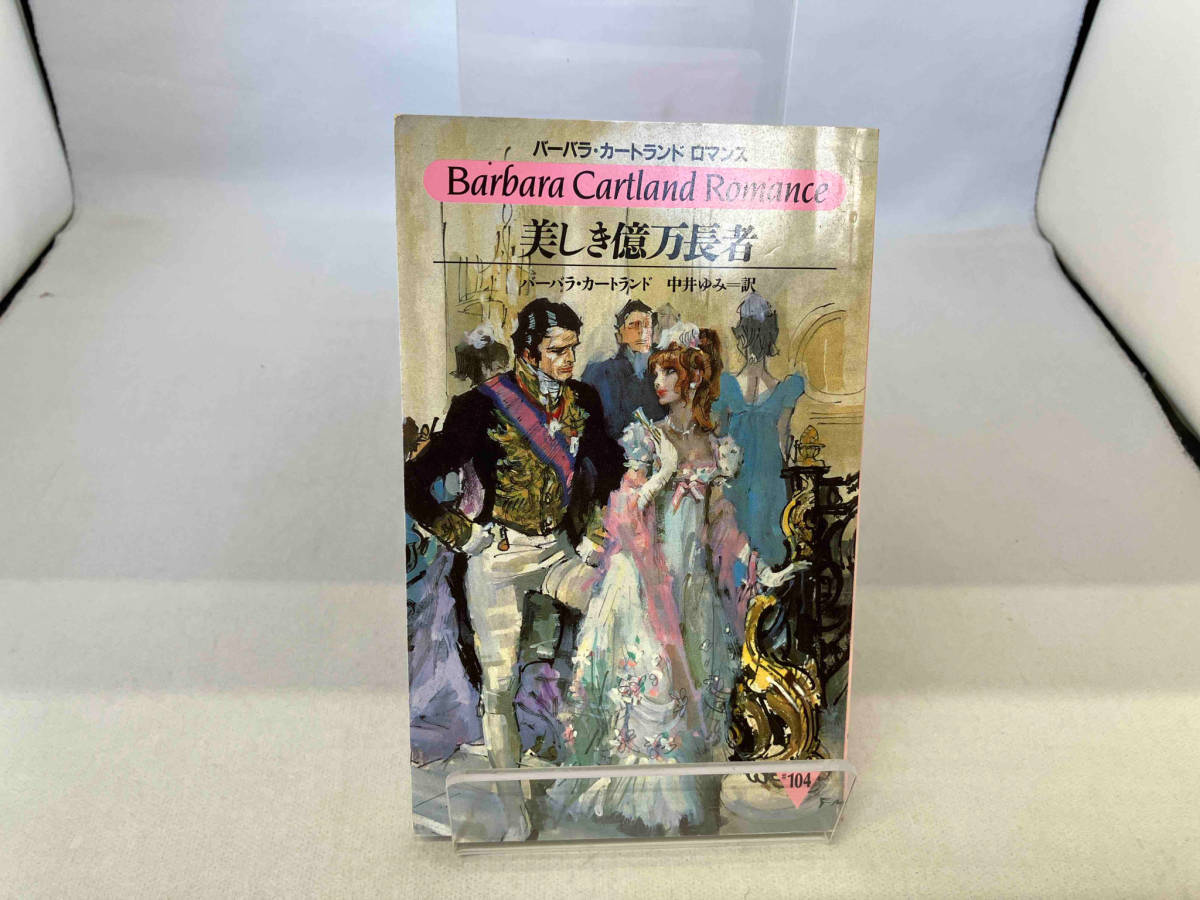 バーバラ・カートランド ロマンス
Barbara Cartland Romance
美しき億万長者
バーバラ・カートランド 中井ゆみ=訳
#104